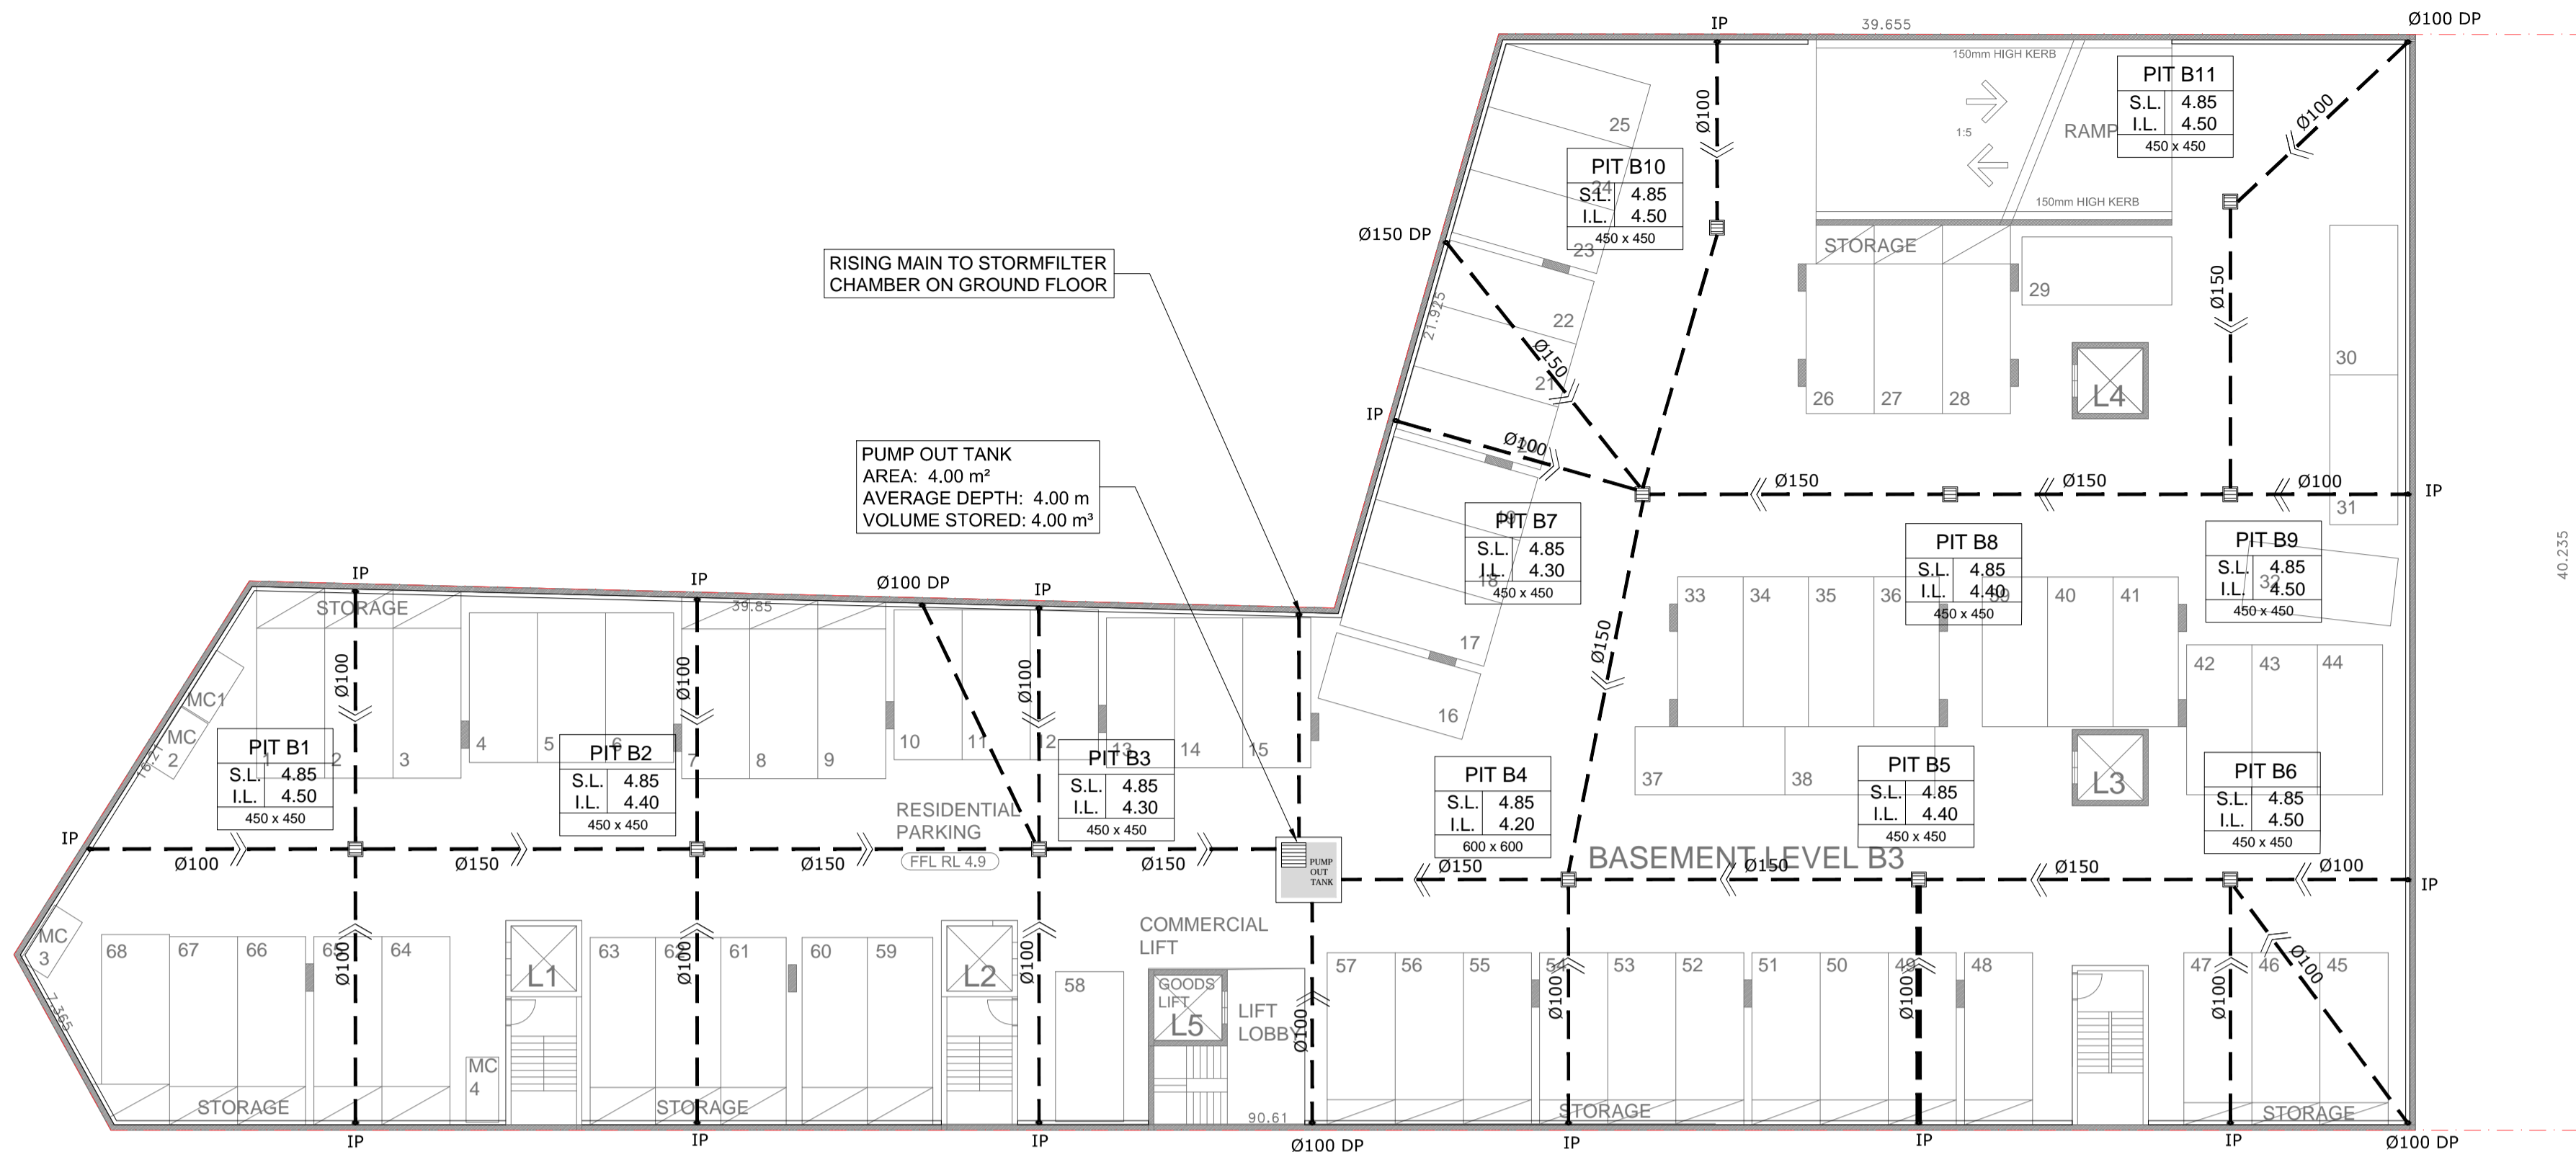 IP
39.655
Ø100 DP
150mm HIGH KERB
PIT B11
S.L. 4.85
I.L. 4.50
450 x 450
Ø100
Ø100
25
1:5
RAMP
PIT B10
24
S.L. 4.85
I.L. 4.50
450 x 450
150mm HIGH KERB
Ø150 DP
23
STORAGE
RISING MAIN TO STORMFILTER
CHAMBER ON GROUND FLOOR
29
Ø150
21.925
22
Ø150
21
30
26
27
28
L4
IP
Ø100
20
PUMP OUT TANK
AREA: 4.00 m²
AVERAGE DEPTH: 4.00 m
VOLUME STORED: 4.00 m³
Ø150
Ø150
Ø100
IP
31
PIT B7
19
S.L. 4.85
I.L. 4.30
18
450 x 450
PIT B8
S.L. 4.85
I.L. 4.40
450 x 450
PIT B9
S.L. 4.85
I.L. 4.50
450 x 450
32
40.235
IP
IP
Ø100 DP
IP
STORAGE
39.85
33
34
35
36
39
40
41
17
Ø150
42
43
44
Ø100
Ø100
Ø100
MC1
MC
2
16
16.21
PIT B1
S.L. 4.85
I.L. 4.50
450 x 450
1
2
3
4
5
6
PIT B2
S.L. 4.85
I.L. 4.40
450 x 450
7
8
9
10
11
12
PIT B3
S.L. 4.85
I.L. 4.30
450 x 450
13
14
15
PIT B4
S.L. 4.85
I.L. 4.20
600 x 600
37
38
PIT B5
S.L. 4.85
I.L. 4.40
450 x 450
L3
PIT B6
S.L. 4.85
I.L. 4.50
450 x 450
RESIDENTIAL
PARKING
FFL RL 4.9
IP
Ø100
Ø150
Ø150
Ø150
PUMP
OUT
TANK
Ø150
BASEMENT LEVEL B3
Ø150
Ø150
Ø100
IP
COMMERCIAL
LIFT
MC
3
68
67
66
65
64
L1
63
62
61
60
59
L2
58
GOODS
LIFT
L5
LIFT
LOBBY
57
56
55
54
53
52
51
50
49
48
47
46
45
7.365
Ø100
Ø100
Ø100
Ø100
Ø100
Ø100
Ø100
Ø100
MC
4
STORAGE
STORAGE
90.61
STORAGE
STORAGE
IP
IP
IP
Ø100 DP
IP
IP
IP
Ø100 DP